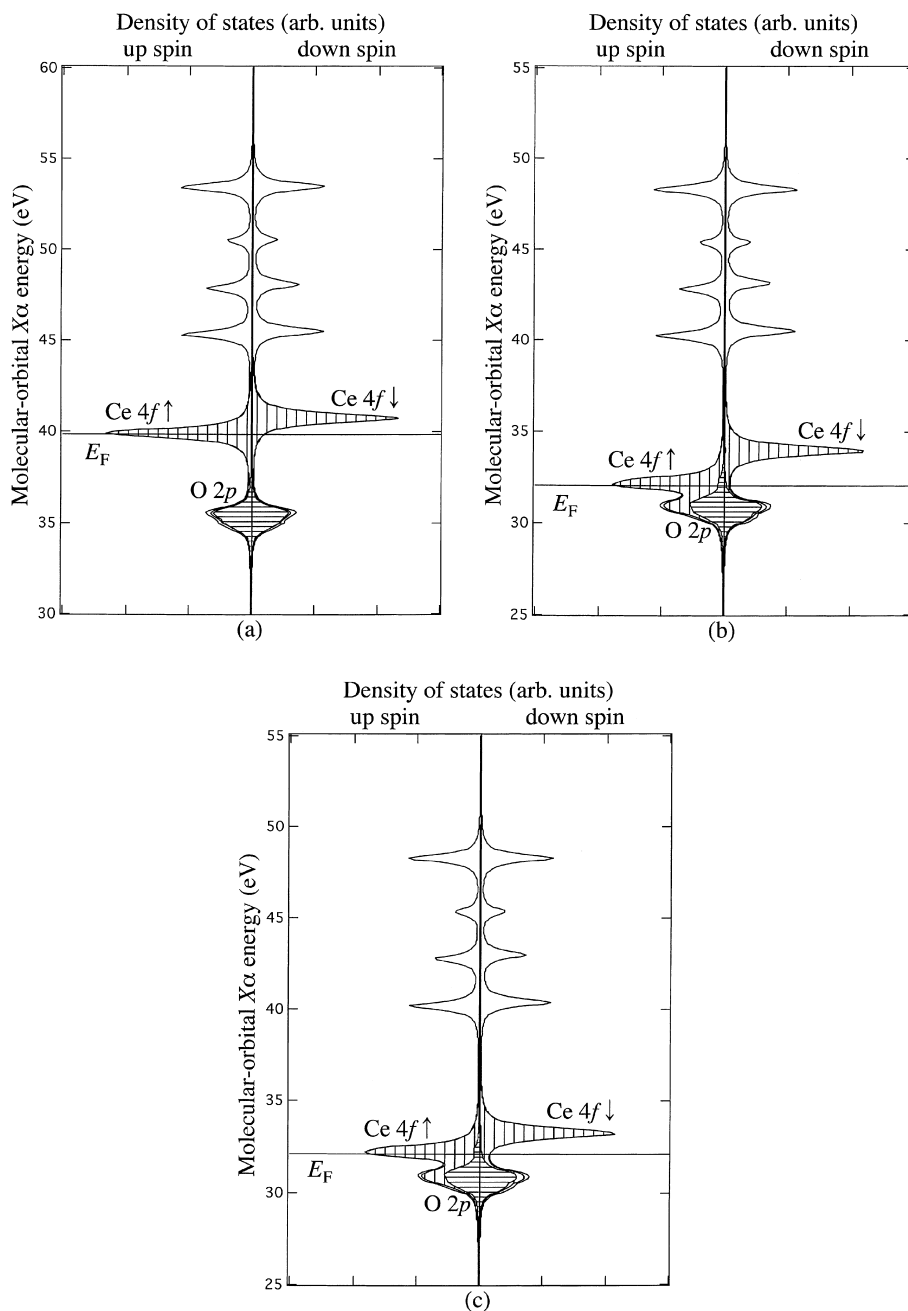 Density of states (arb. units)
up spin down spin
Molecular-orbital Xα energy (eV)
60
55
50
45
40
35
30
Ce 4f↑
Ce 4f↓
E_F
O 2p
(a)
Density of states (arb. units)
up spin down spin
Molecular-orbital Xα energy (eV)
55
50
45
40
35
30
25
Ce 4f↑
Ce 4f↓
E_F
O 2p
(b)
Density of states (arb. units)
up spin down spin
Molecular-orbital Xα energy (eV)
55
50
45
40
35
30
25
Ce 4f↑
Ce 4f↓
E_F
O 2p
(c)